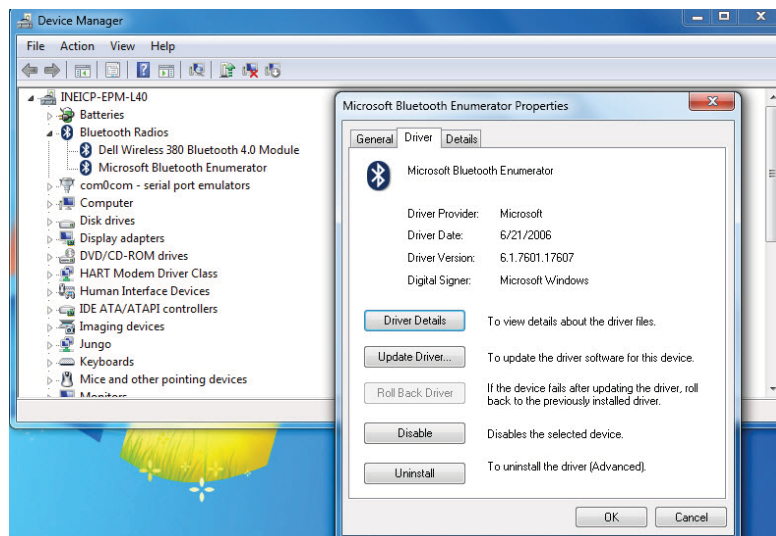 Device Manager
File Action View Help
INEICP-EPM-L40
Batteries
Bluetooth Radios
Dell Wireless 380 Bluetooth 4.0 Module
Microsoft Bluetooth Enumerator
com0com - serial port emulators
Computer
Disk drives
Display adapters
DVD/CD-ROM drives
HART Modem Driver Class
Human Interface Devices
IDE ATA/ATAPI controllers
Imaging devices
Jungo
Keyboards
Mice and other pointing devices
Monitors
Microsoft Bluetooth Enumerator Properties
General Driver Details
Microsoft Bluetooth Enumerator
Driver Provider: Microsoft
Driver Date: 6/21/2006
Driver Version: 6.1.7601.17607
Digital Signer: Microsoft Windows
Driver Details To view details about the driver files.
Update Driver... To update the driver software for this device.
Roll Back Driver If the device fails after updating the driver, roll
back to the previously installed driver.
Disable Disables the selected device.
Uninstall To uninstall the driver (Advanced).
OK Cancel